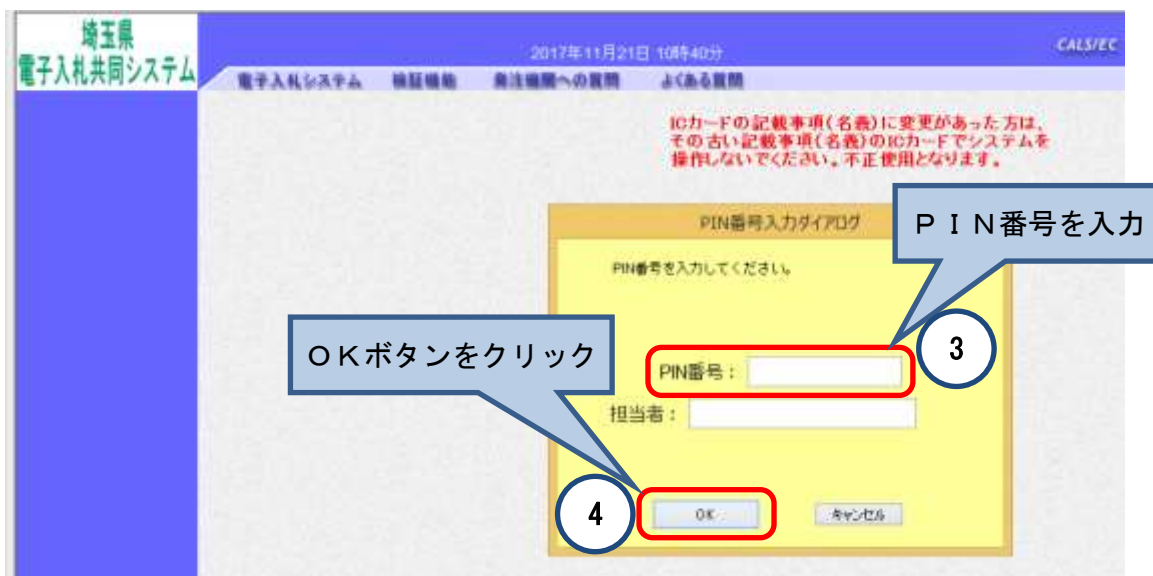 埼玉県
電子入札共同システム
2017年11月21日 10時40分
CALS/EC
電子入札システム 検証機能 発注機関への質問 よくある質問
ICカードの記載事項(名義)に変更があった方は、
その古い記載事項(名義)のICカードでシステムを
操作しないでください。不正使用となります。
PIN番号入力ダイアログ
PIN番号を入力
PIN番号を入力してください。
OKボタンをクリック
3
PIN番号:
担当者:
4
OK
キャンセル